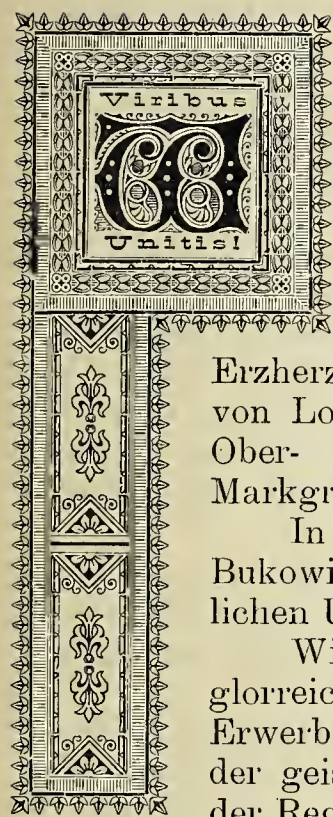 Viribus
W
Unitis!
Erzherz
von Lo
Ober-
Markgr
In
Bukowi
lichen U
Wi
glorreic
Erwerb
der geis
der Reg